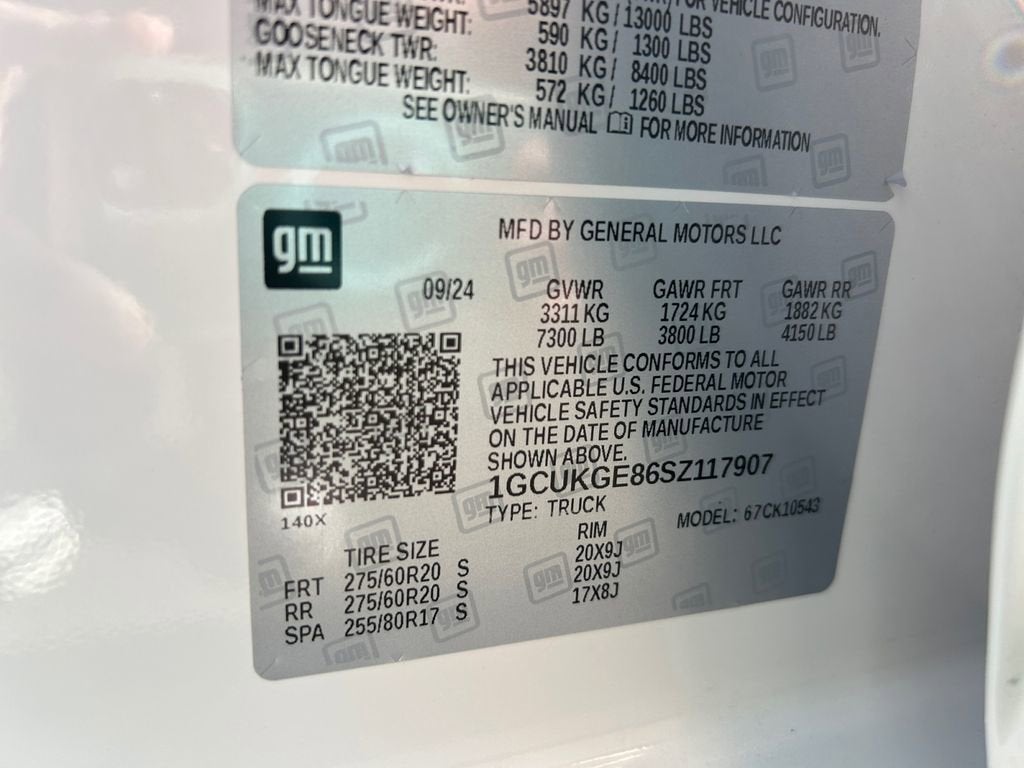 FOR VEHICLE CONFIGURATION.
MAX TONGUE WEIGHT: 5897 KG/ 13000 LBS
GOOSENECK TWR: 590 KG/ 1300 LBS
MAX TONGUE WEIGHT: 3810 KG/ 8400 LBS
572 KG/ 1260 LBS
SEE OWNER'S MANUAL FOR MORE INFORMATION
gm
MFD BY GENERAL MOTORS LLC
09/24 GVWR GAWR FRT GAWR RR
3311 KG 1724 KG 1882 KG
7300 LB 3800 LB 4150 LB
THIS VEHICLE CONFORMS TO ALL
APPLICABLE U.S. FEDERAL MOTOR
VEHICLE SAFETY STANDARDS IN EFFECT
ON THE DATE OF MANUFACTURE
SHOWN ABOVE.
1GCUKGE86SZ117907
TYPE: TRUCK MODEL: 67CK10543
140X
TIRE SIZE RIM
FRT 275/60R20 S 20X9J
RR 275/60R20 S 20X9J
SPA 255/80R17 S 17X8J